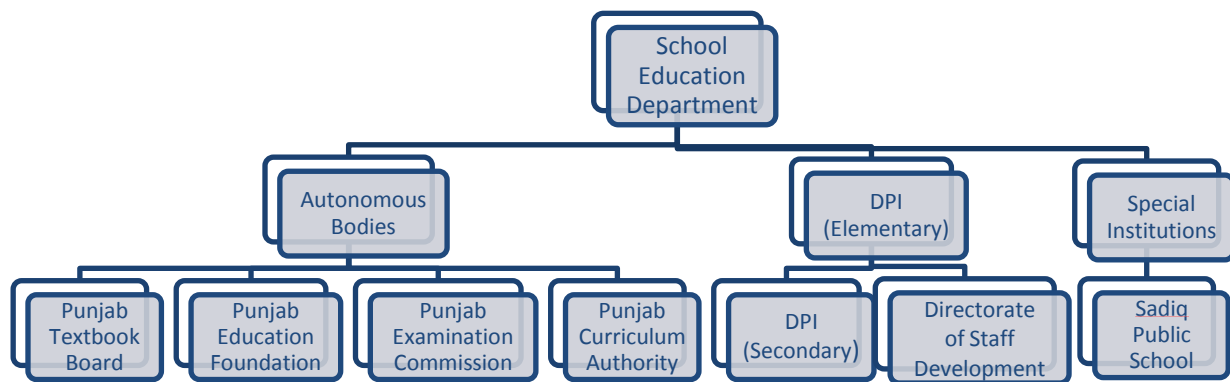 School
Education
Department
Autonomous
Bodies
DPI
(Elementary)
Special
Institutions
Punjab
Textbook
Board
Punjab
Education
Foundation
Punjab
Examination
Commission
Punjab
Curriculum
Authority
DPI
(Secondary)
Directorate
of Staff
Development
Sadiq
Public
School